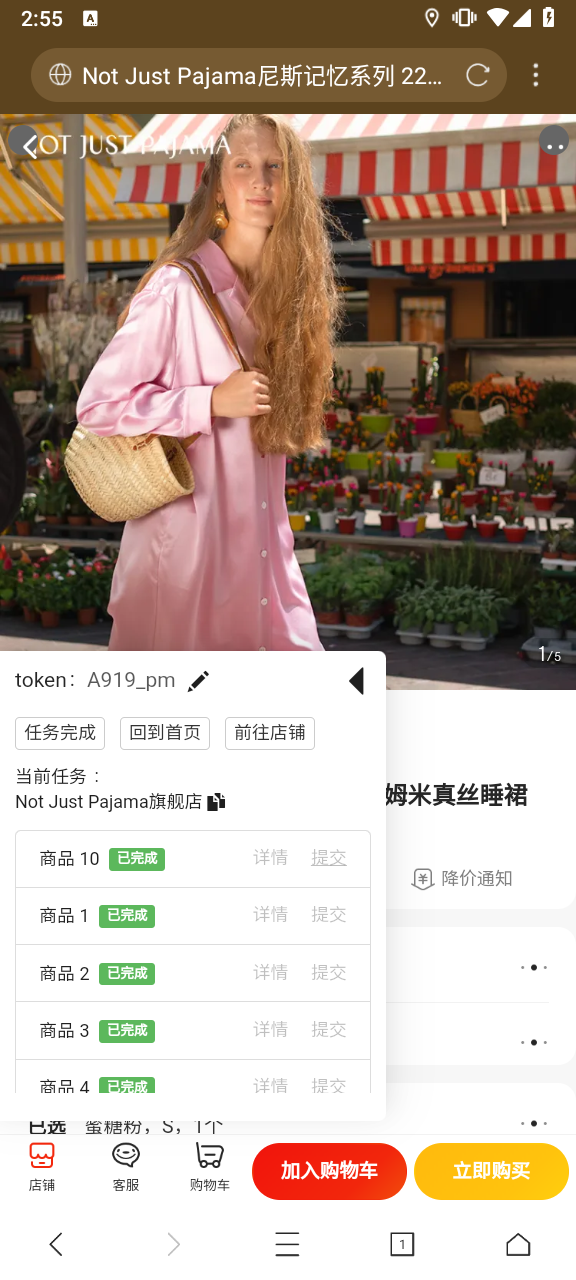 2:55
A
Not Just Pajama尼斯记忆系列 22...
NOT JUST PAJAMA
1/5
token： A919_pm
任务完成 回到首页 前往店铺
当前任务：
Not Just Pajama旗舰店
姆米真丝睡裙
商品 10 已完成 详情 提交
降价通知
商品 1 已完成 详情 提交
商品 2 已完成 详情 提交
商品 3 已完成 详情 提交
商品 4 已完成 详情 提交
已选 蜜糖粉，S，1个
店铺 客服 购物车 加入购物车 立即购买
1